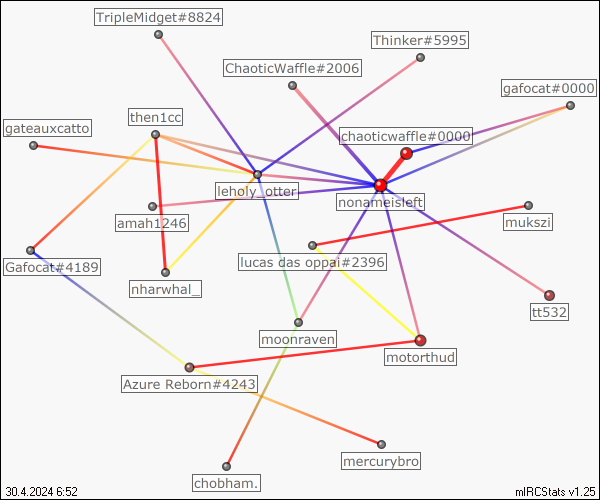 TripleMidget#8824
Thinker#5995
ChaoticWaffle#2006
gafocat#0000
then1cc
gateauxcatto
chaoticwaffle#0000
leholy_otter
nonameisleft
amah1246
mukszi
lucas das oppai#2396
Gafocat#4189
nharwhal_
tt532
moonraven
motorthud
Azure Reborn#4243
mercurybro
chobham.
30.4.2024 6:52
mIRCStats v1.25